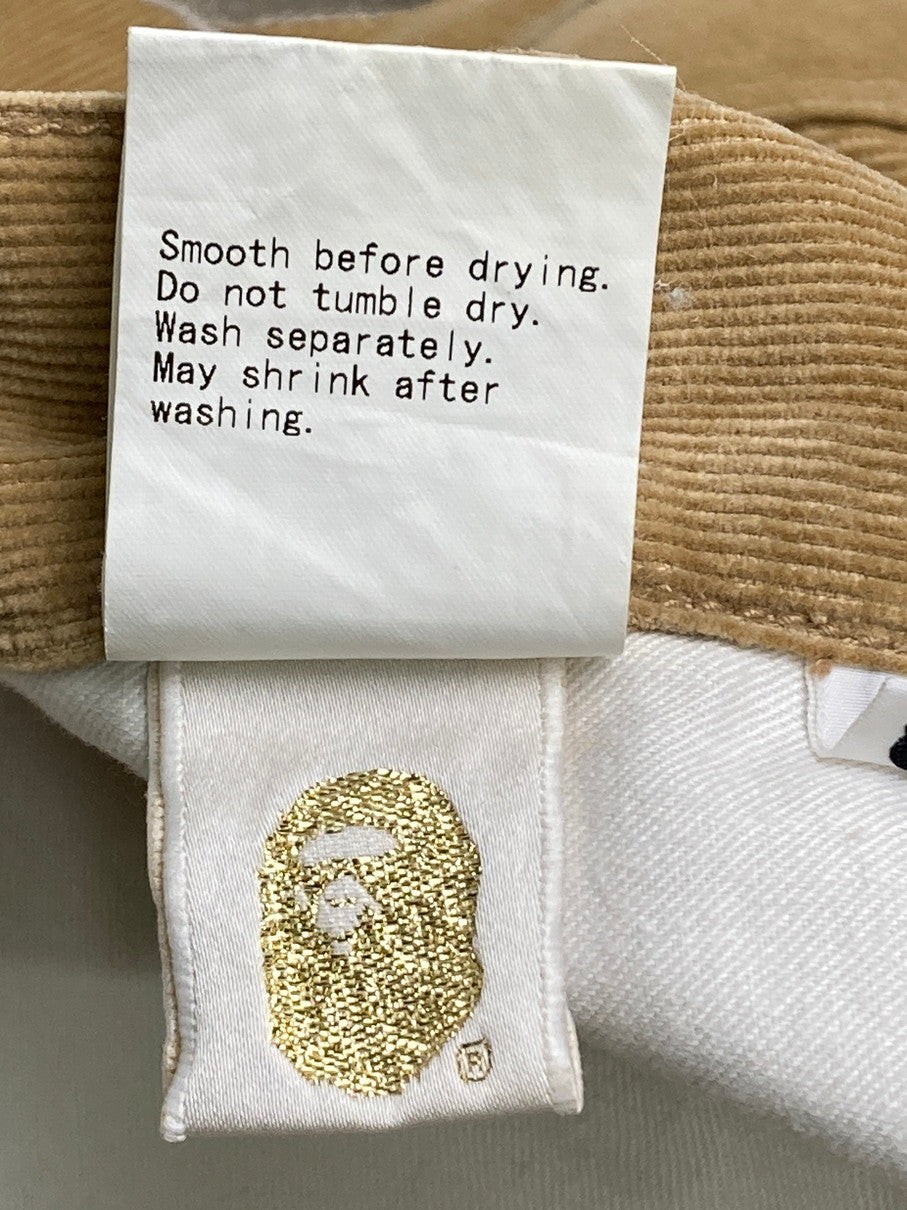 Smooth before drying.
Do not tumble dry.
Wash separately.
May shrink after
washing.
®